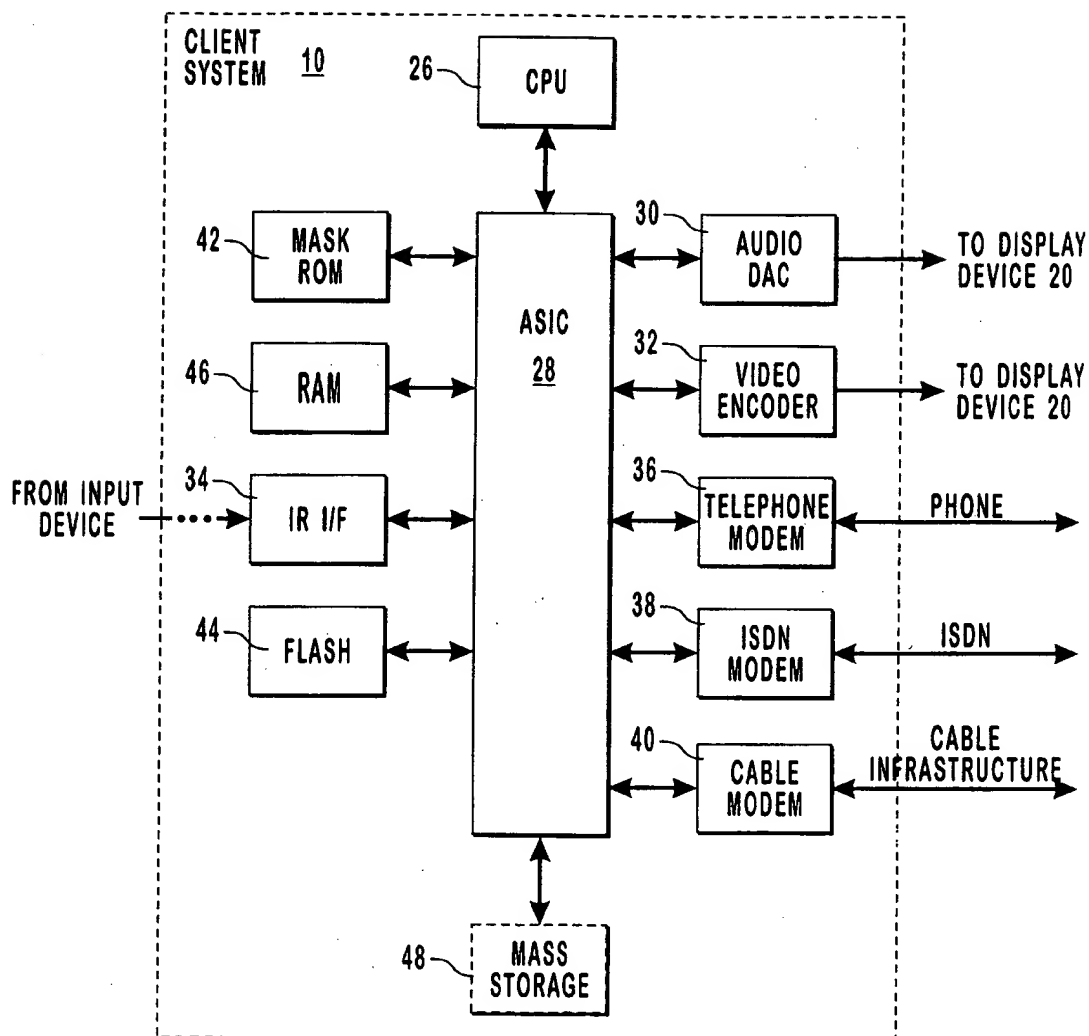 CLIENT
SYSTEM 10
26
CPU
42
MASK
ROM
30
AUDIO
DAC
TO DISPLAY
DEVICE 20
ASIC
28
46
RAM
32
VIDEO
ENCODER
TO DISPLAY
DEVICE 20
FROM INPUT
DEVICE
34
IR I/F
36
TELEPHONE
MODEM
PHONE
44
FLASH
38
ISDN
MODEM
ISDN
40
CABLE
MODEM
CABLE
INFRASTRUCTURE
48
MASS
STORAGE